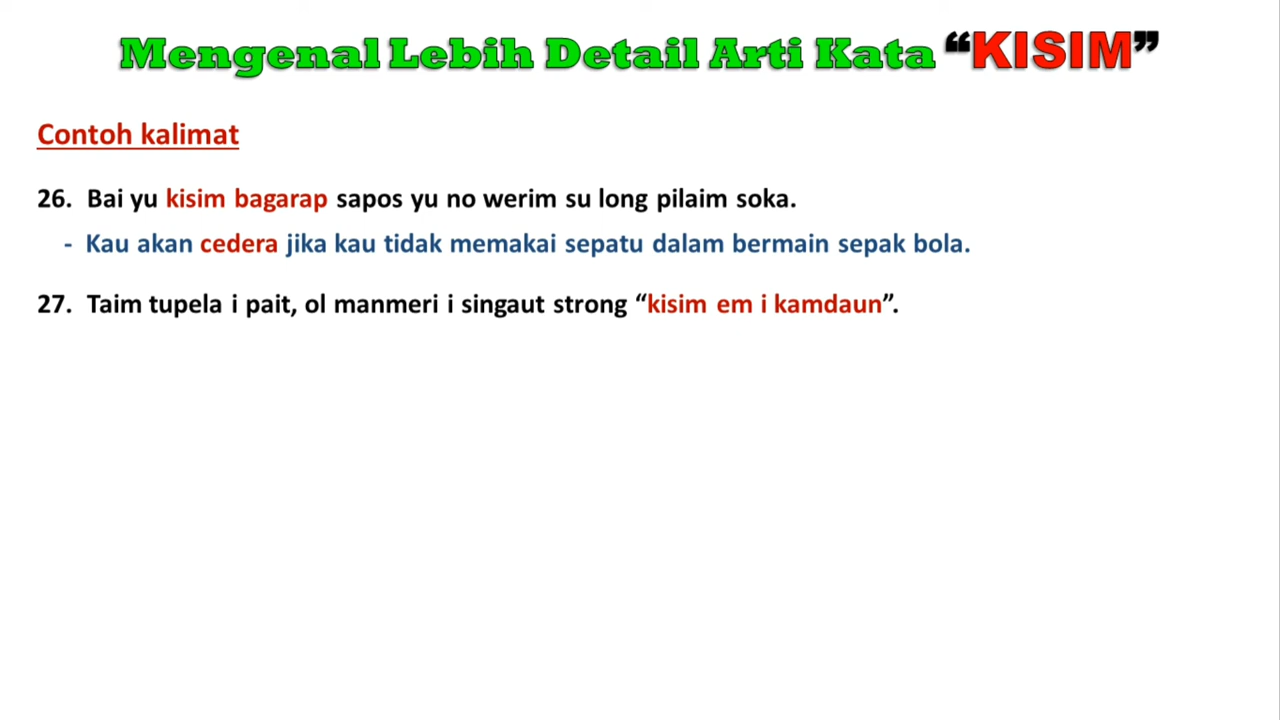 Mengenal Lebih Detail Arti Kata “KISIM”
Contoh kalimat
26. Bai yu kisim bagarap sapos yu no werim su long pilaim soka.
- Kau akan cedera jika kau tidak memakai sepatu dalam bermain sepak bola.
27. Taim tupela i pait, ol manmeri i singaut strong “kisim em i kamdaun”.